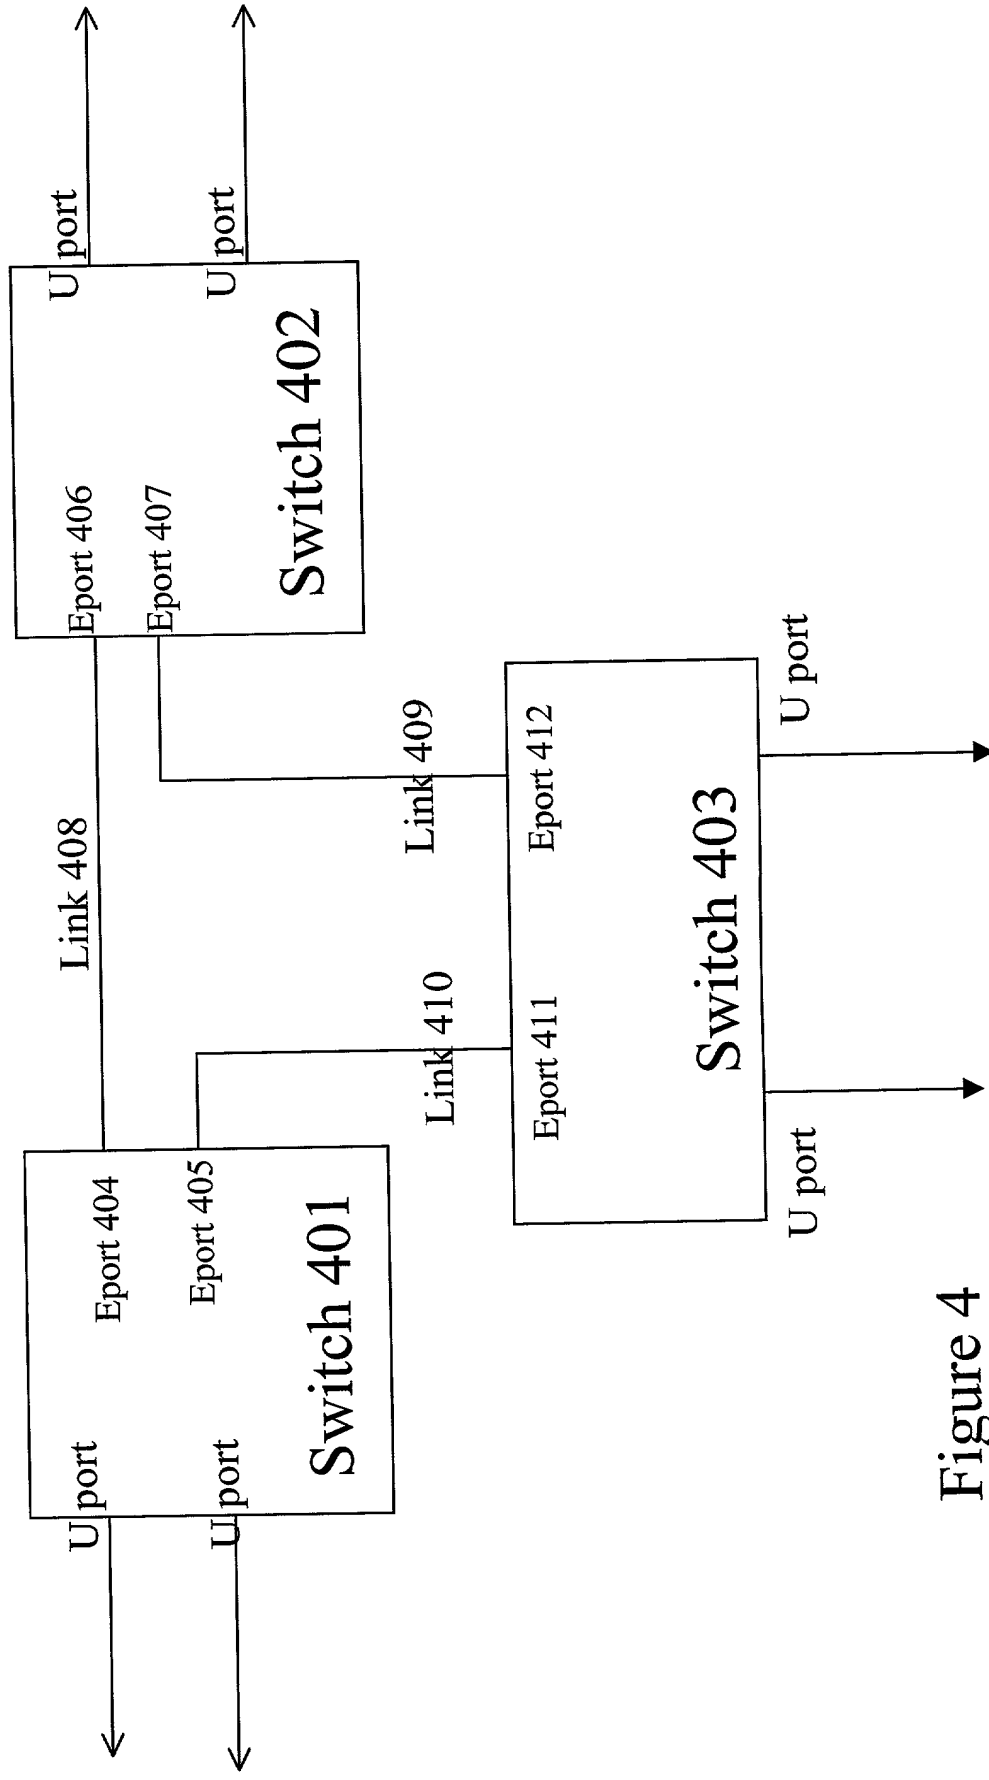 U port
U port
Eport 404
Eport 405
Switch 401
Link 408
Link 410
Link 409
Eport 406
Eport 407
Switch 402
U port
U port
Eport 411
Eport 412
Switch 403
U port
U port
Figure 4